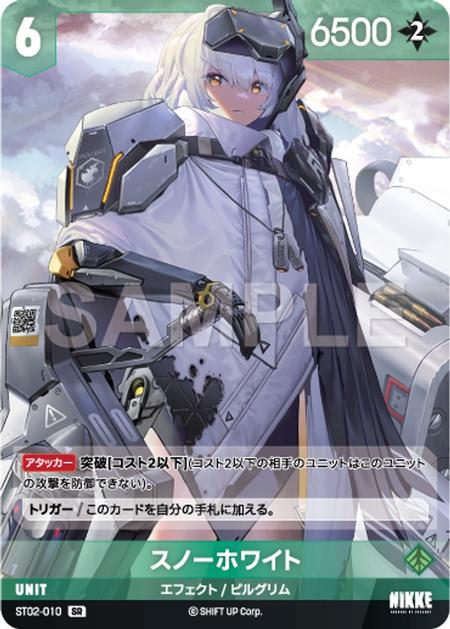 6
6500
2
SAMPLE
アタッカー 突破[コスト2以下](コスト2以下の相手のユニットはこのユニット
の攻撃を防御できない)。
トリガー / このカードを自分の手札に加える。
スノーホワイト
UNIT
エフェクト / ピルグリム
NIKKE
ST02-010 SR
© SHIFT UP Corp.